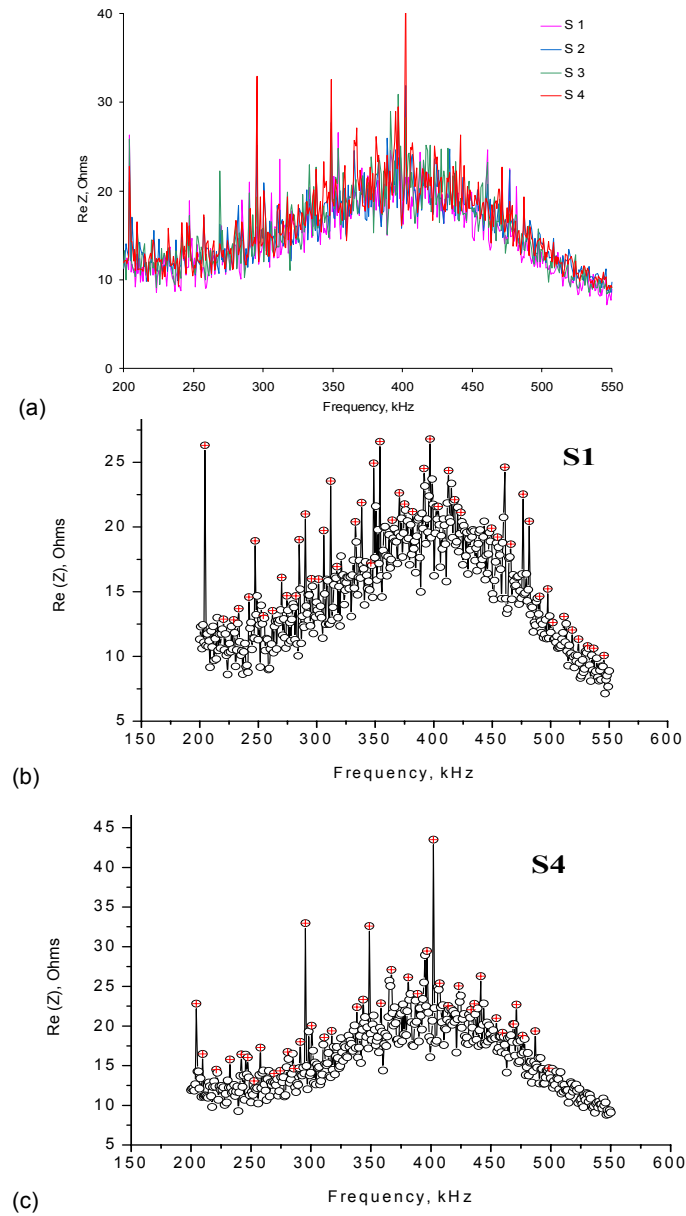 40
30
20
10
0
Re Z, Ohms
S 1
S 2
S 3
S 4
200 250 300 350 400 450 500 550
Frequency, kHz
(a)
25
20
15
10
5
Re (Z), Ohms
S1
150 200 250 300 350 400 450 500 550 600
Frequency, kHz
(b)
45
40
35
30
25
20
15
10
5
Re (Z), Ohms
S4
150 200 250 300 350 400 450 500 550 600
Frequency, kHz
(c)